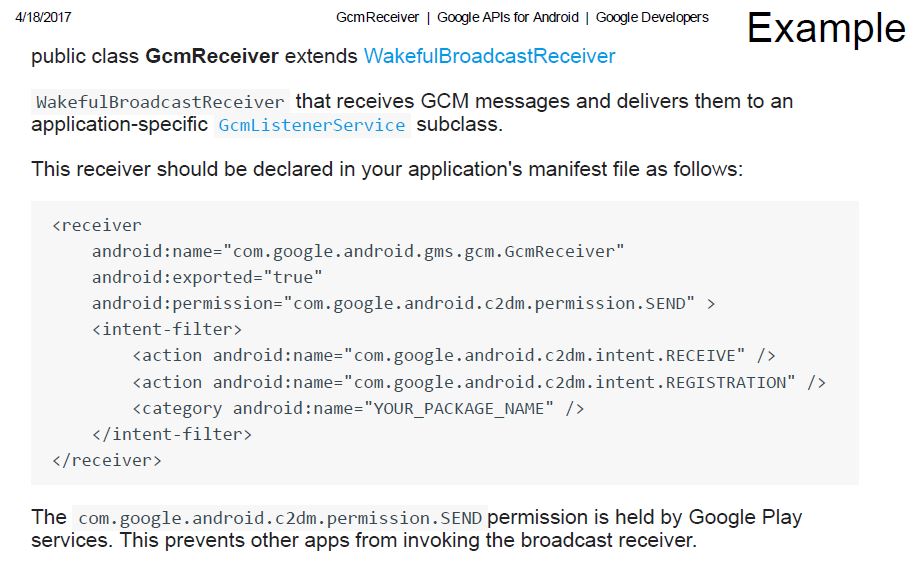 4/18/2017
GcmReceiver | Google APIs for Android | Google Developers
Example
public class GcmReceiver extends WakefulBroadcastReceiver
WakefulBroadcastReceiver that receives GCM messages and delivers them to an
application-specific GcmListenerService subclass.
This receiver should be declared in your application's manifest file as follows:
<receiver
    android:name="com.google.android.gms.gcm.GcmReceiver"
    android:exported="true"
    android:permission="com.google.android.c2dm.permission.SEND" >
    <intent-filter>
        <action android:name="com.google.android.c2dm.intent.RECEIVE" />
        <action android:name="com.google.android.c2dm.intent.REGISTRATION" />
        <category android:name="YOUR_PACKAGE_NAME" />
    </intent-filter>
</receiver>
The com.google.android.c2dm.permission.SEND permission is held by Google Play
services. This prevents other apps from invoking the broadcast receiver.